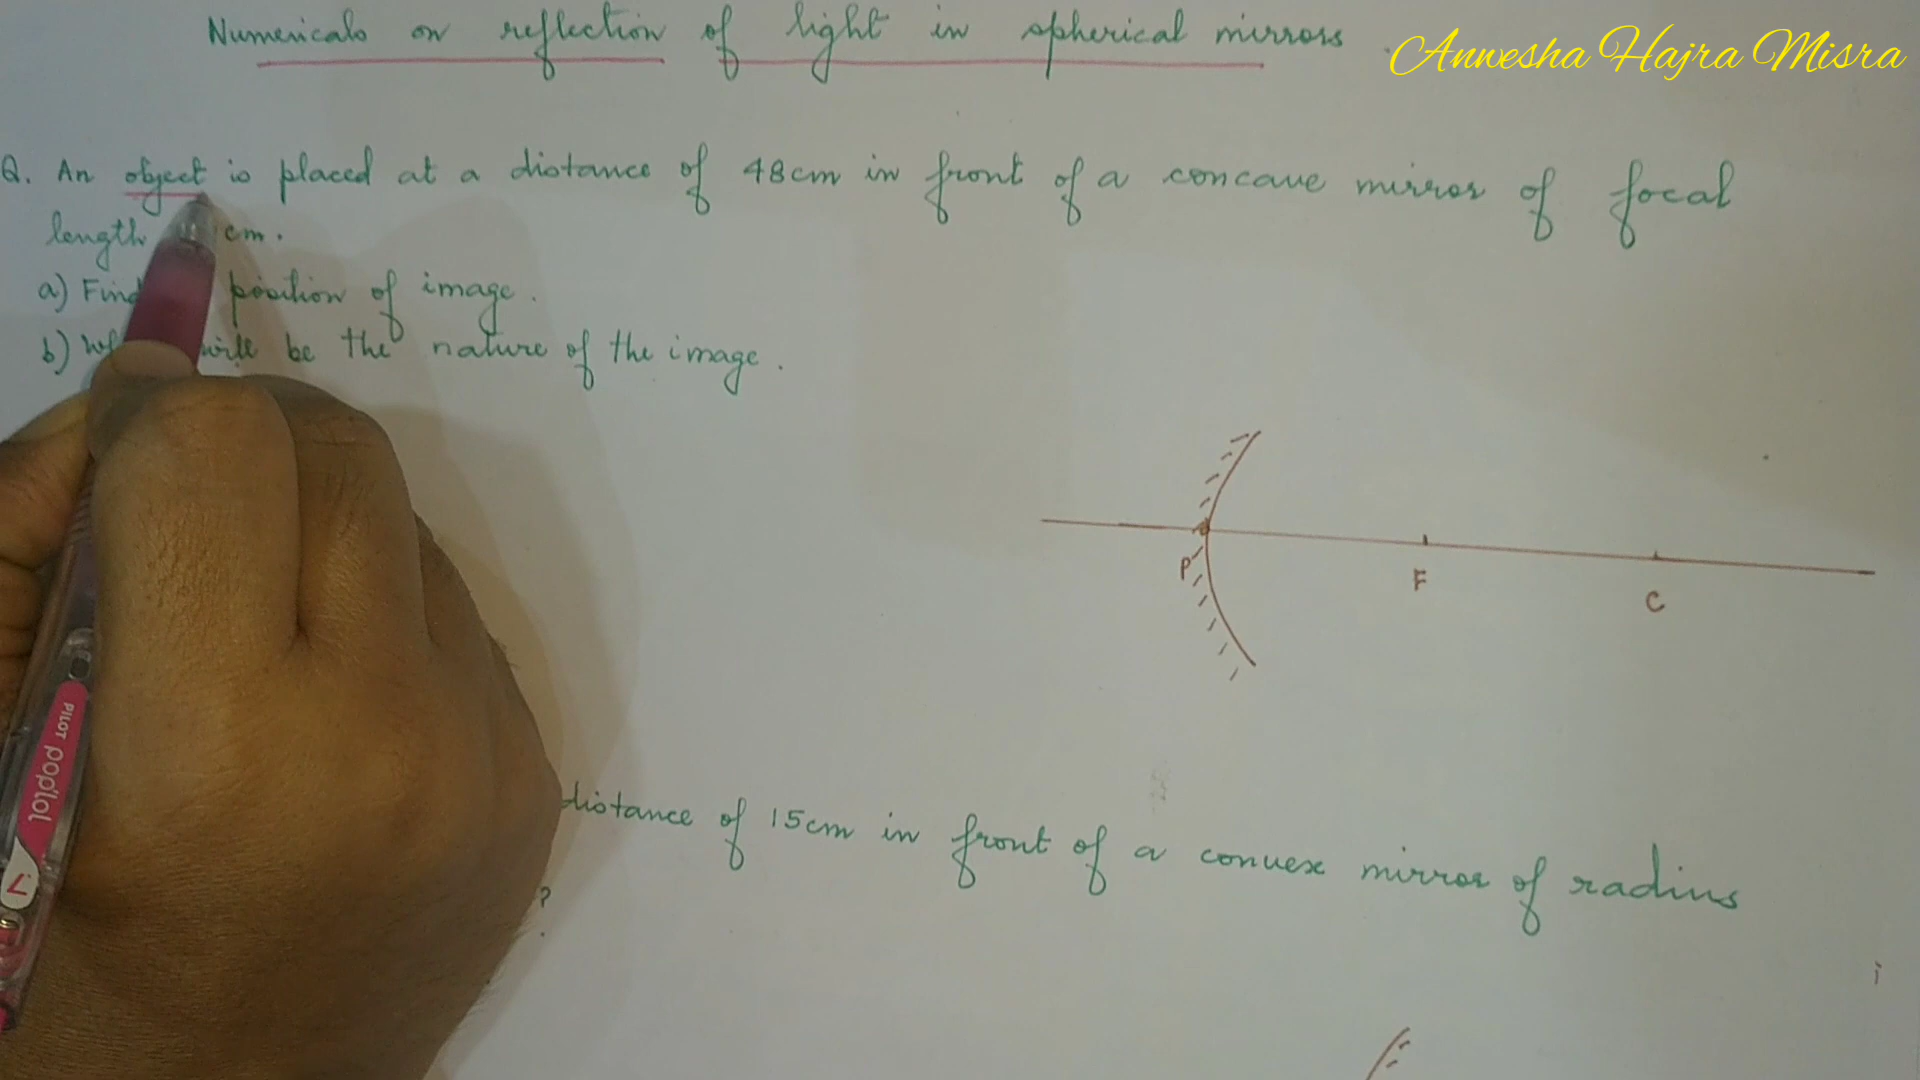 Numericals on reflection of light in spherical mirrors.
Anwesha Hajra Misra
Q. An object is placed at a distance of 48cm in front of a concave mirror of focal
length cm.
a) Find position of image.
b) will be the nature of the image.
P
F
C
distance of 15cm in front of a convex mirror of radius
?
PILOT poplol
7